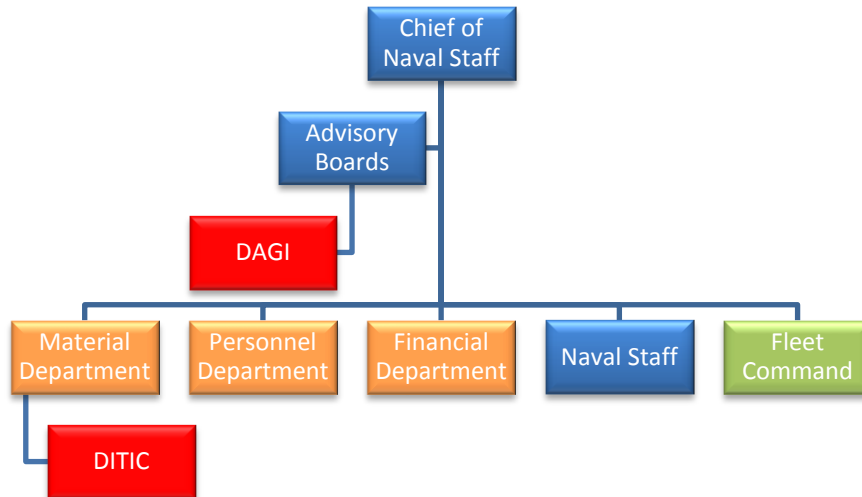 Chief of
Naval Staff
Advisory
Boards
DAGI
Material
Department
Personnel
Department
Financial
Department
Naval Staff
Fleet
Command
DITIC